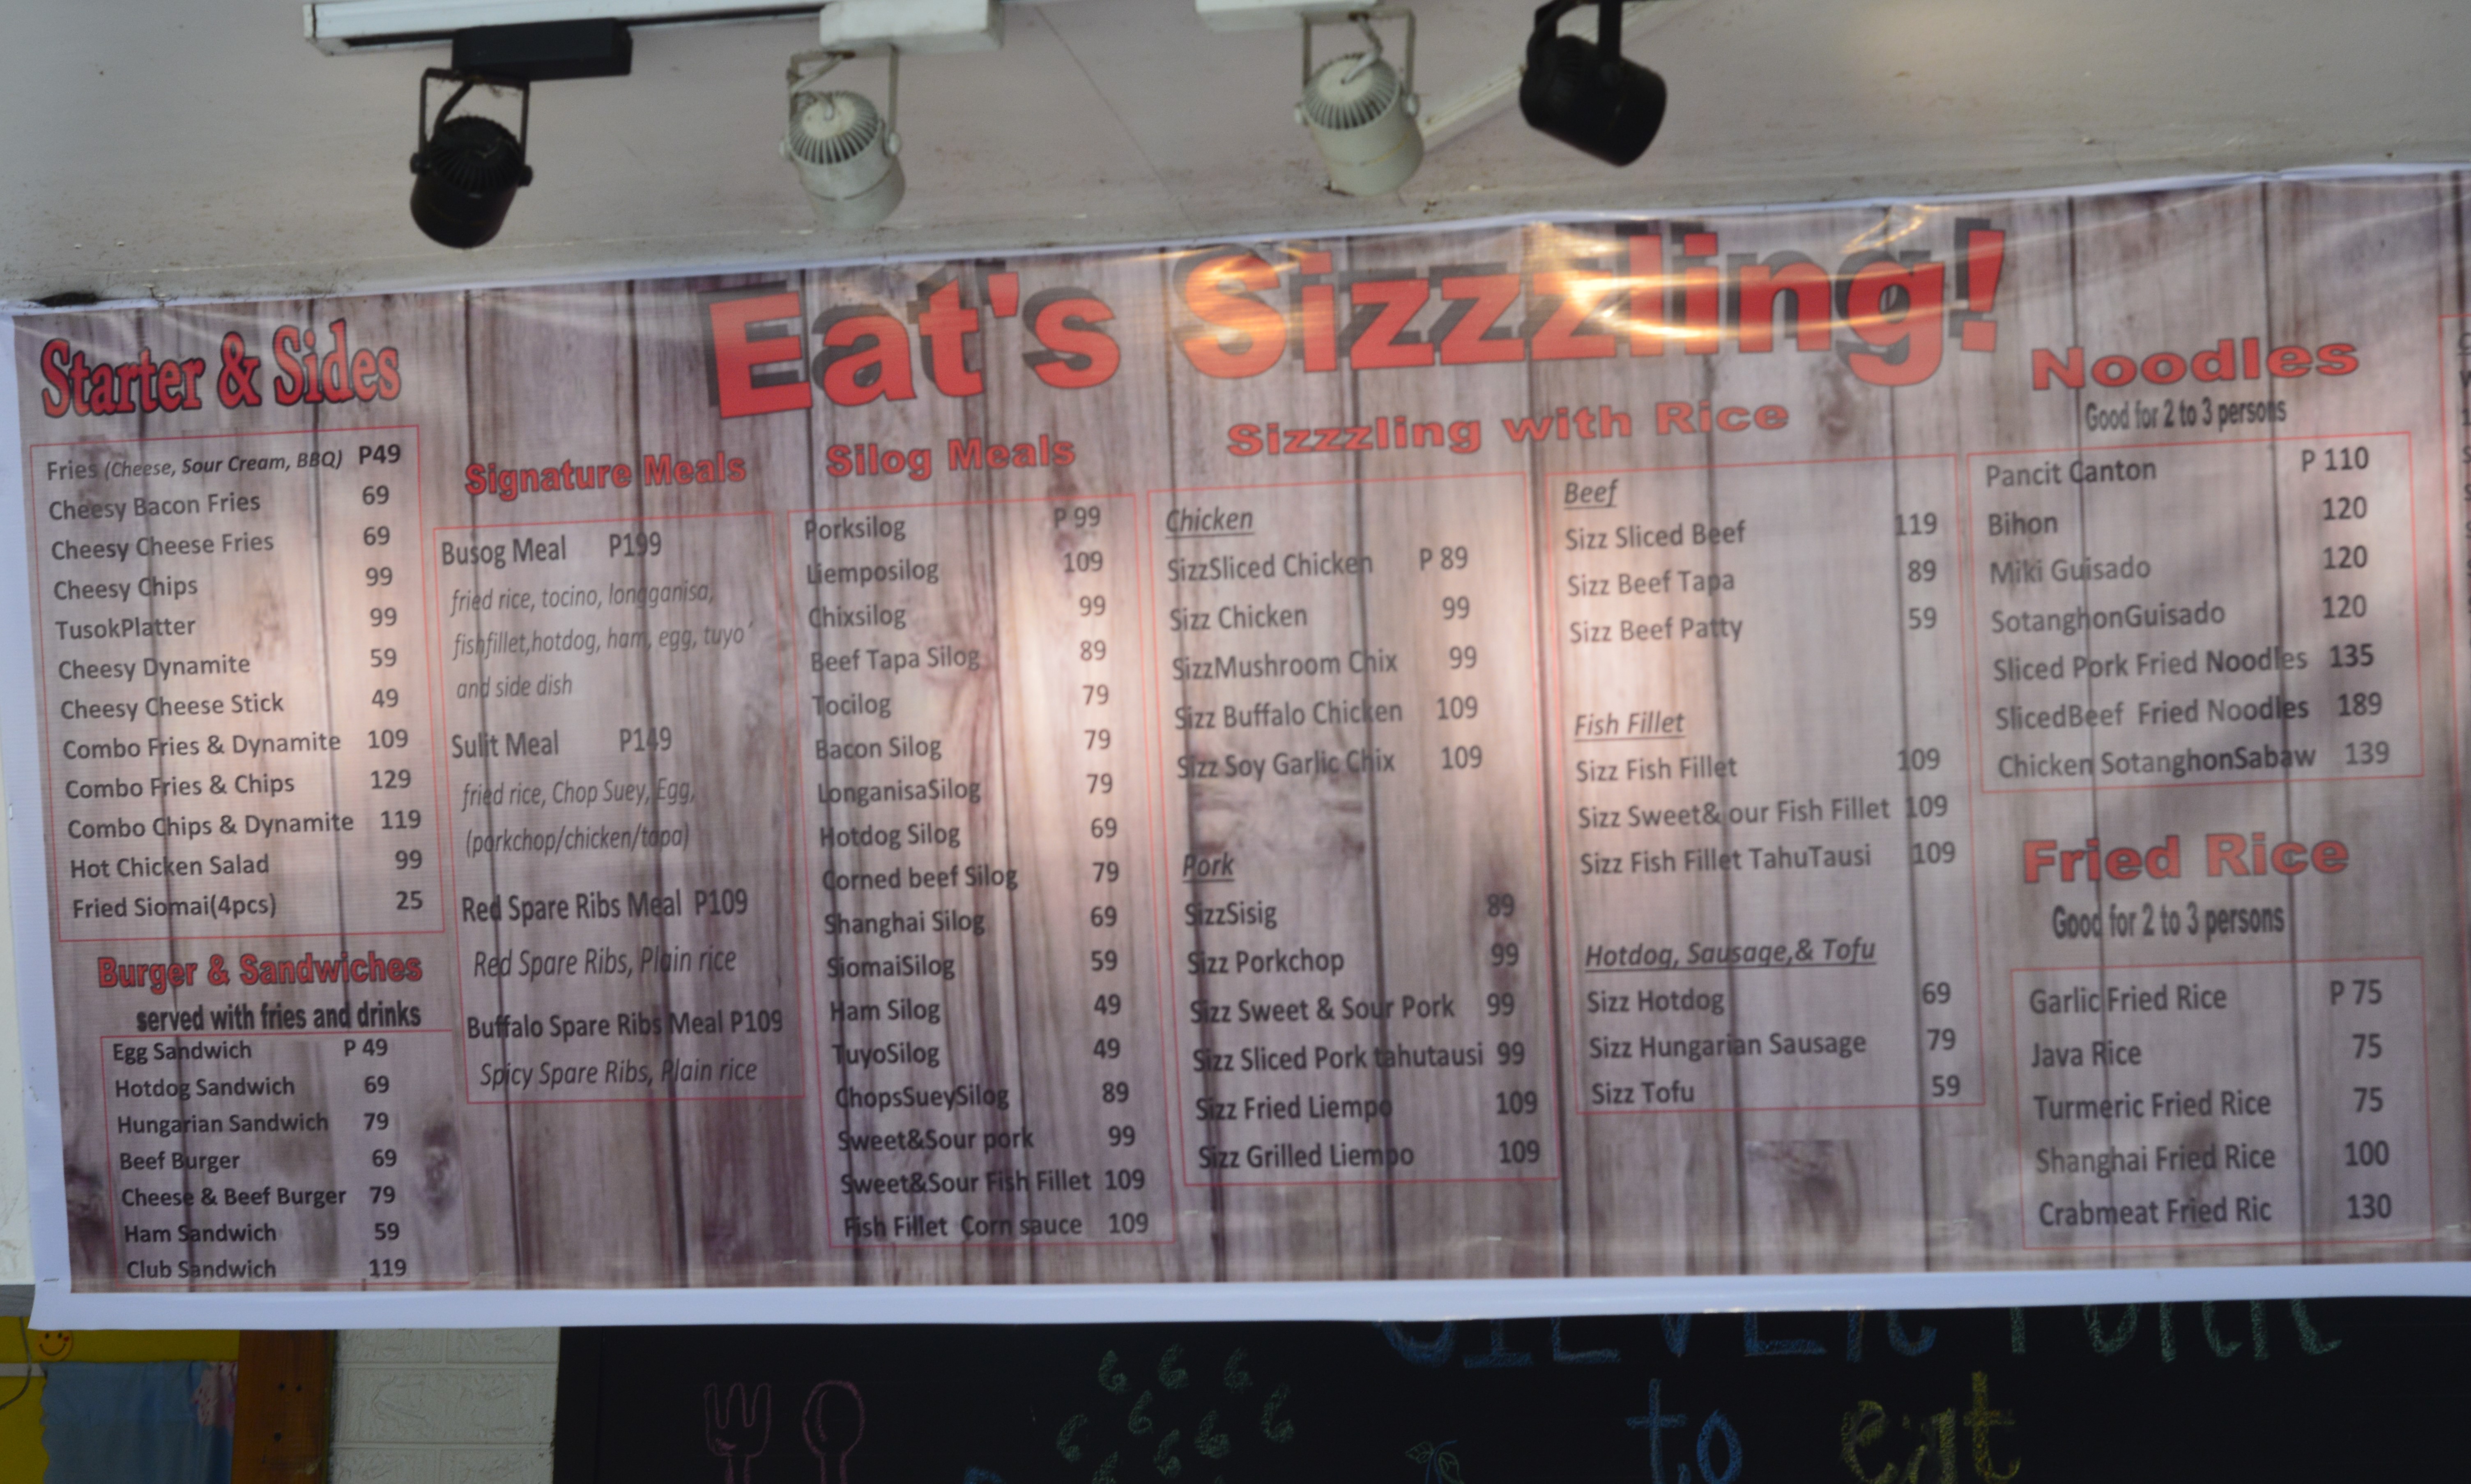 Eat's Sizzzling!
Starter & Sides
Fries (Cheese, Sour Cream, BBQ) P49
Cheesy Bacon Fries 69
Cheesy Cheese Fries 69
Cheesy Chips 99
TusokPlatter 99
Cheesy Dynamite 59
Cheesy Cheese Stick 49
Combo Fries & Dynamite 109
Combo Fries & Chips 129
Combo Chips & Dynamite 119
Hot Chicken Salad 99
Fried Siomai(4pcs) 25
Burger & Sandwiches
served with fries and drinks
Egg Sandwich P 49
Hotdog Sandwich 69
Hungarian Sandwich 79
Beef Burger 69
Cheese & Beef Burger 79
Ham Sandwich 59
Club Sandwich 119
Signature Meals
Busog Meal P199
fried rice, tocino, longganisa,
fishfillet,hotdog, ham, egg, tuyo
and side dish
Sulit Meal P149
fried rice, Chop Suey, Egg,
(porkchop/chicken/tapa)
Red Spare Ribs Meal P109
Red Spare Ribs, Plain rice
Buffalo Spare Ribs Meal P109
Spicy Spare Ribs, Plain rice
Silog Meals
Porksilog P 99
Liemposilog 109
Chixsilog 99
Beef Tapa Silog 89
Tocilog 79
Bacon Silog 79
LonganisaSilog 79
Hotdog Silog 69
Corned beef Silog 79
Shanghai Silog 69
SiomaiSilog 59
Ham Silog 49
TuyoSilog 49
ChopsSueySilog 89
Sweet&Sour pork 99
Sweet&Sour Fish Fillet 109
Fish Fillet Corn sauce 109
Sizzzling with Rice
Chicken
SizzSliced Chicken P 89
Sizz Chicken 99
SizzMushroom Chix 99
Sizz Buffalo Chicken 109
Sizz Soy Garlic Chix 109
Pork
SizzSisig 89
Sizz Porkchop 99
Sizz Sweet & Sour Pork 99
Sizz Sliced Pork tahutausi 99
Sizz Fried Liempo 109
Sizz Grilled Liempo 109
Beef
Sizz Sliced Beef 119
Sizz Beef Tapa 89
Sizz Beef Patty 59
Fish Fillet
Sizz Fish Fillet 109
Sizz Sweet& our Fish Fillet 109
Sizz Fish Fillet TahuTausi 109
Hotdog, Sausage,& Tofu
Sizz Hotdog 69
Sizz Hungarian Sausage 79
Sizz Tofu 59
Noodles
Good for 2 to 3 persons
Pancit Canton P 110
Bihon 120
Miki Guisado 120
SotanghonGuisado 120
Sliced Pork Fried Noodles 135
SlicedBeef Fried Noodles 189
Chicken SotanghonSabaw 139
Fried Rice
Good for 2 to 3 persons
Garlic Fried Rice P 75
Java Rice 75
Turmeric Fried Rice 75
Shanghai Fried Rice 100
Crabmeat Fried Ric 130
to eat